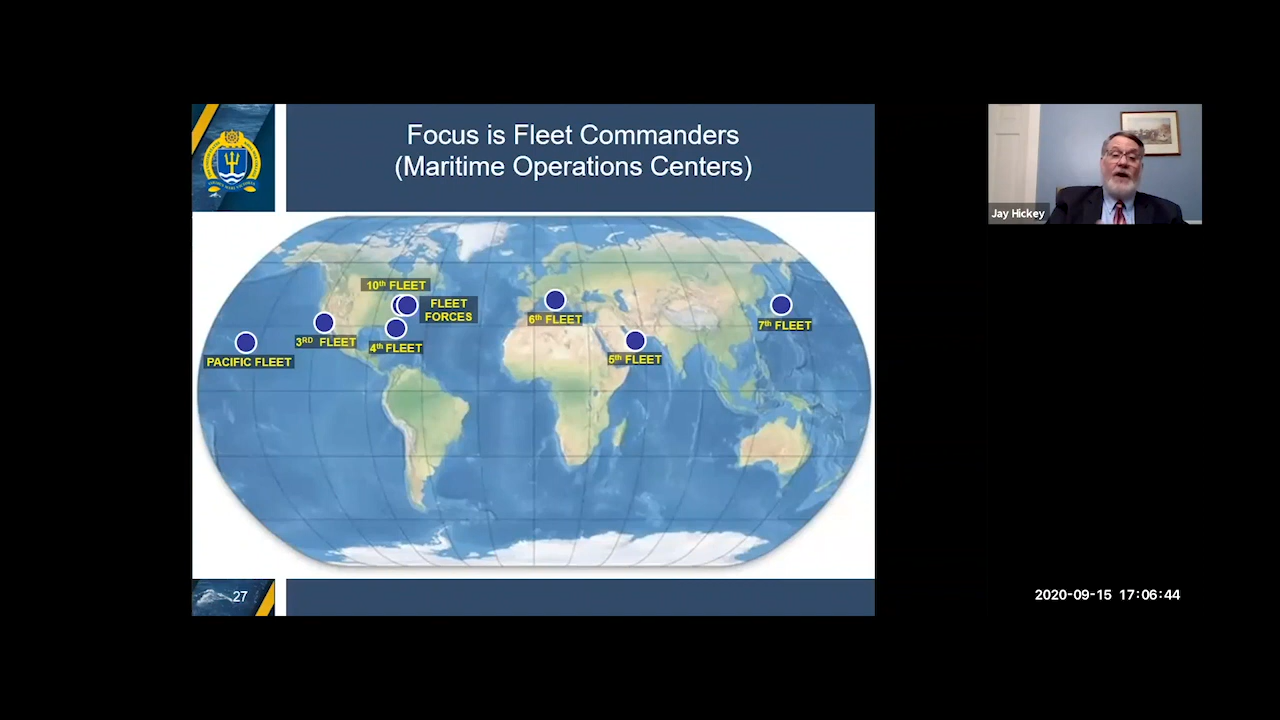 Focus is Fleet Commanders
(Maritime Operations Centers)
Jay Hickey
10th FLEET
FLEET
FORCES
6th FLEET
7th FLEET
3RD FLEET
4th FLEET
5th FLEET
PACIFIC FLEET
27
2020-09-15 17:06:44